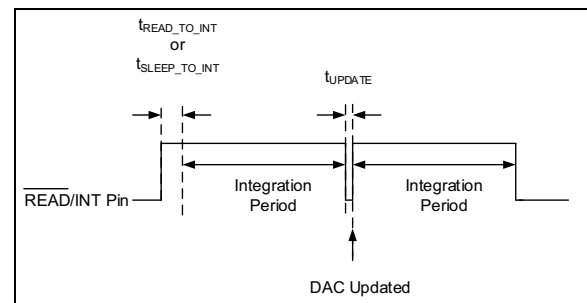 tREAD_TO_INT
or
tSLEEP_TO_INT
tUPDATE
READ/INT Pin
Integration
Period
Integration
Period
DAC Updated